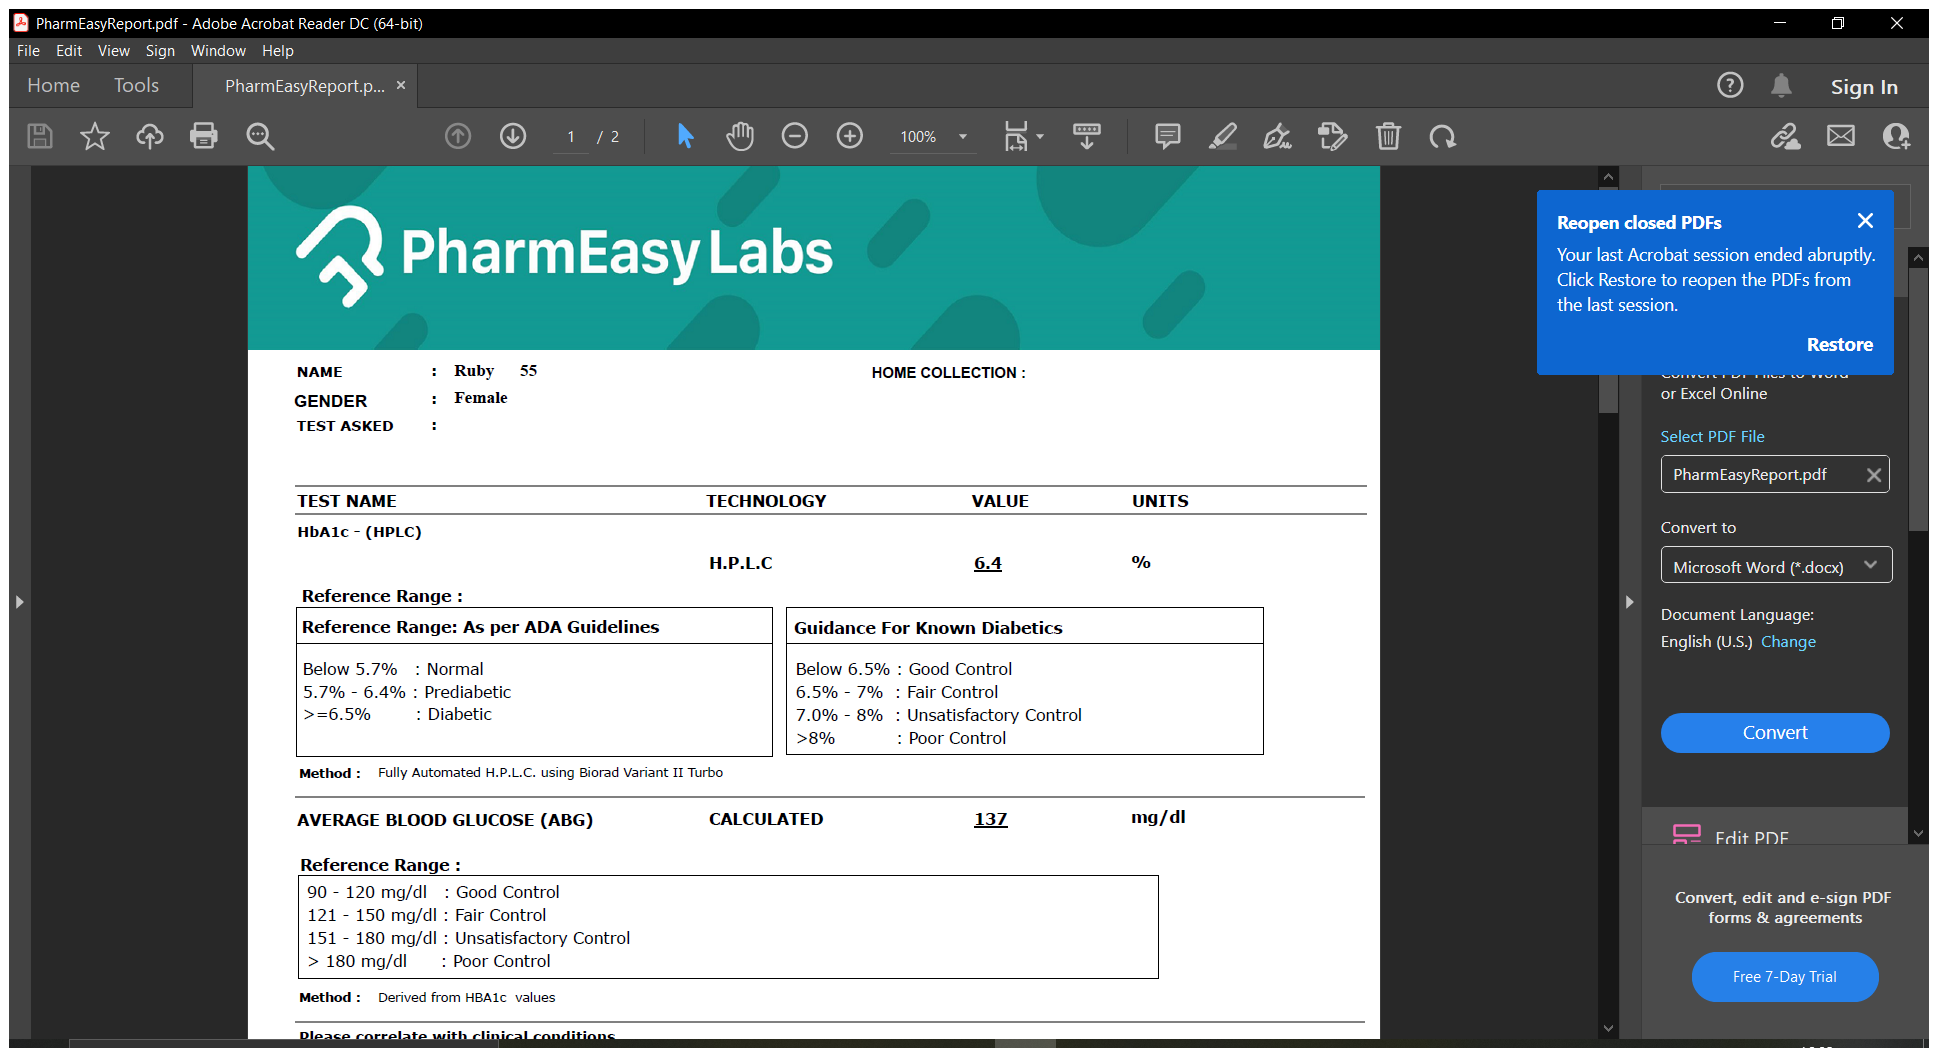 PharmEasyReport.pdf - Adobe Acrobat Reader DC (64-bit)
File Edit View Sign Window Help
Home Tools PharmEasyReport.p... × Sign In
1 / 2 100%
PharmEasy Labs
Reopen closed PDFs
Your last Acrobat session ended abruptly.
Click Restore to reopen the PDFs from
the last session.
Restore
NAME : Ruby 55 HOME COLLECTION :
GENDER : Female
TEST ASKED :
TEST NAME TECHNOLOGY VALUE UNITS
HbA1c - (HPLC)
H.P.L.C 6.4 %
Reference Range :
Reference Range: As per ADA Guidelines
Below 5.7% : Normal
5.7% - 6.4% : Prediabetic
>=6.5% : Diabetic
Guidance For Known Diabetics
Below 6.5% : Good Control
6.5% - 7% : Fair Control
7.0% - 8% : Unsatisfactory Control
>8% : Poor Control
Method : Fully Automated H.P.L.C. using Biorad Variant II Turbo
AVERAGE BLOOD GLUCOSE (ABG) CALCULATED 137 mg/dl
Reference Range :
90 - 120 mg/dl : Good Control
121 - 150 mg/dl : Fair Control
151 - 180 mg/dl : Unsatisfactory Control
> 180 mg/dl : Poor Control
Method : Derived from HBA1c values
Please correlate with clinical conditions
Convert PDF Files to Word
or Excel Online
Select PDF File
PharmEasyReport.pdf
Convert to
Microsoft Word (*.docx)
Document Language:
English (U.S.) Change
Convert
Edit PDF
Convert, edit and e-sign PDF
forms & agreements
Free 7-Day Trial